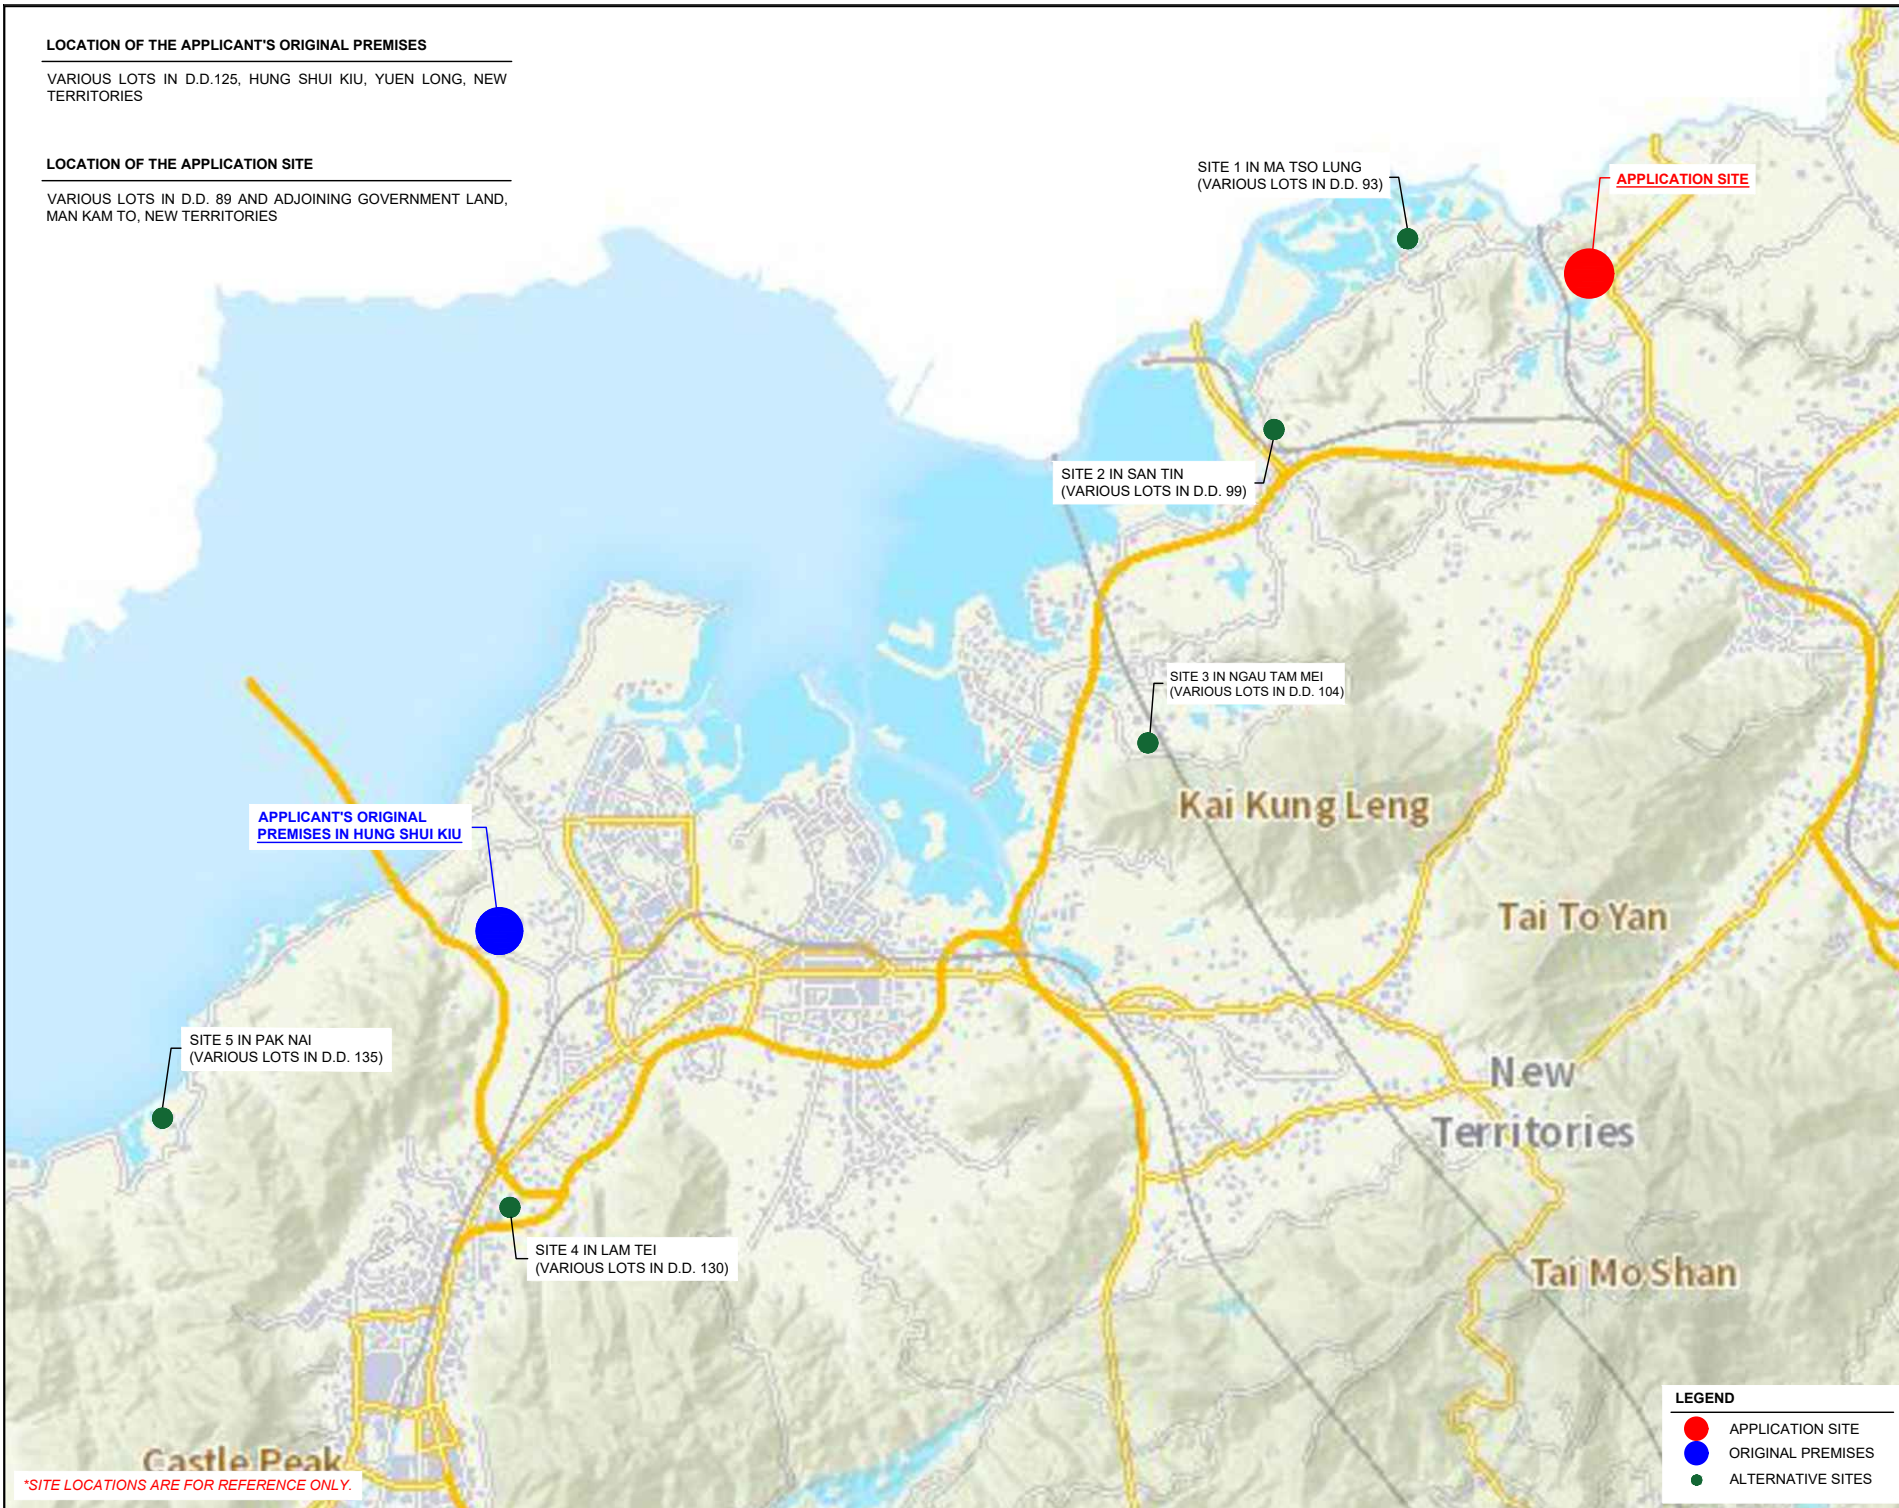 LOCATION OF THE APPLICANT'S ORIGINAL PREMISES
VARIOUS LOTS IN D.D.125, HUNG SHUI KIU, YUEN LONG, NEW
TERRITORIES
LOCATION OF THE APPLICATION SITE
VARIOUS LOTS IN D.D. 89 AND ADJOINING GOVERNMENT LAND,
MAN KAM TO, NEW TERRITORIES
SITE 1 IN MA TSO LUNG
(VARIOUS LOTS IN D.D. 93)
APPLICATION SITE
SITE 2 IN SAN TIN
(VARIOUS LOTS IN D.D. 99)
SITE 3 IN NGAU TAM MEI
(VARIOUS LOTS IN D.D. 104)
Kai Kung Leng
APPLICANT'S ORIGINAL
PREMISES IN HUNG SHUI KIU
Tai To Yan
SITE 5 IN PAK NAI
(VARIOUS LOTS IN D.D. 135)
New
Territories
SITE 4 IN LAM TEI
(VARIOUS LOTS IN D.D. 130)
Tai Mo Shan
Castle Peak
*SITE LOCATIONS ARE FOR REFERENCE ONLY.
LEGEND
APPLICATION SITE
ORIGINAL PREMISES
ALTERNATIVE SITES